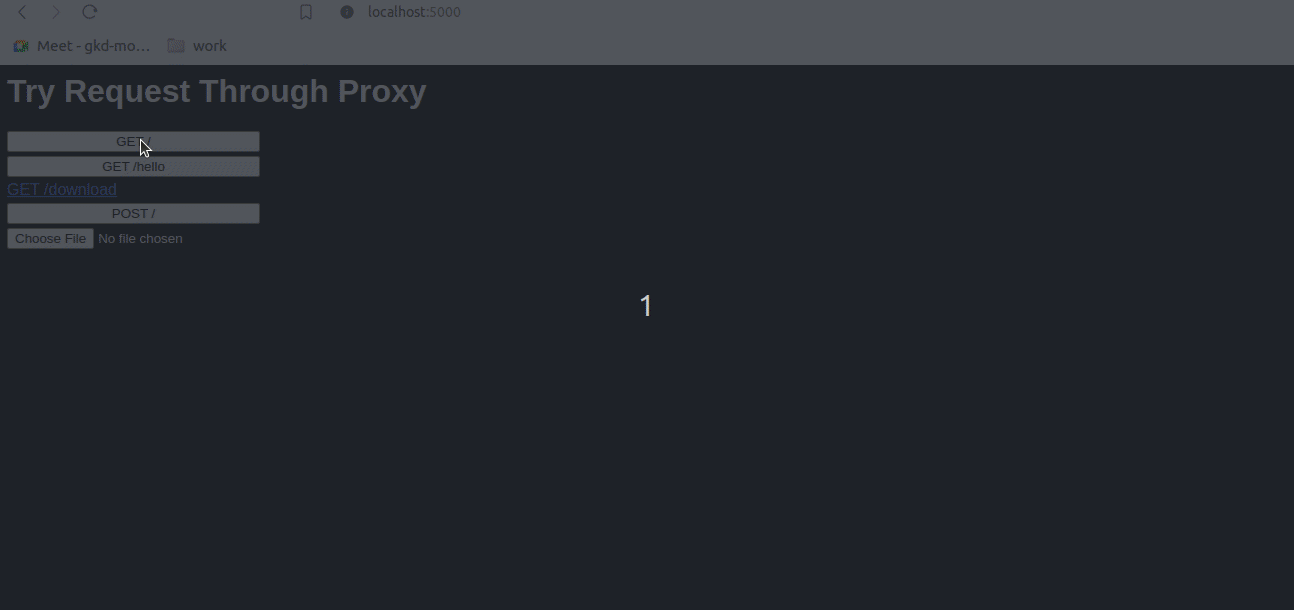 localhost:5000
Meet - gkd-mo... work
Try Request Through Proxy
GET /
GET /hello
GET /download
POST /
Choose File No file chosen
1